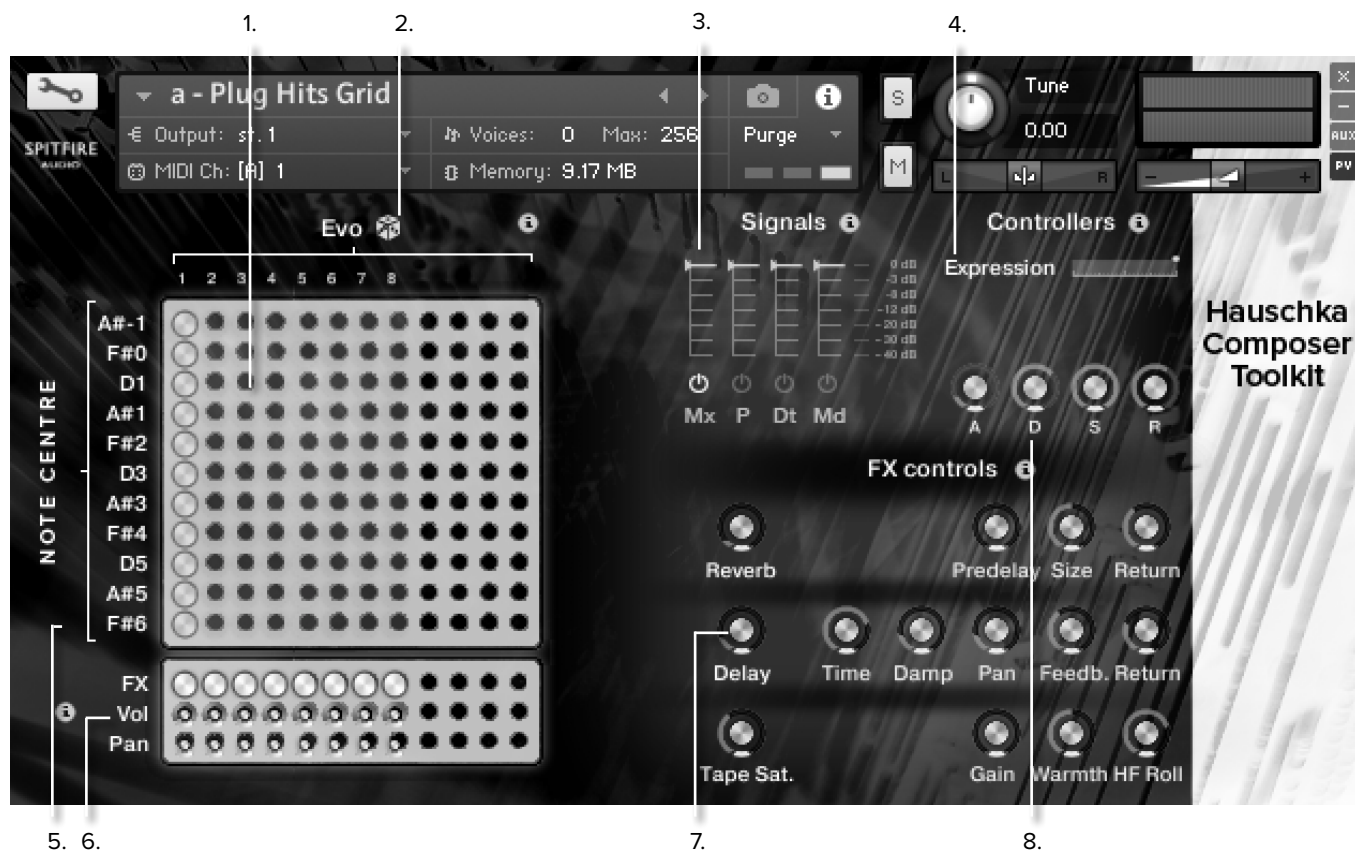 1. 2. 3. 4.
SPITFIRE
AUDIO
a - Plug Hits Grid
Output: st. 1 Voices: 0 Max: 256 Purge
MIDI Ch: [A] 1 Memory: 9.17 MB
S
M
Tune
0.00
L R - +
X
-
AUX
PV
Evo
1 2 3 4 5 6 7 8
NOTE CENTRE
A#-1
F#0
D1
A#1
F#2
D3
A#3
F#4
D5
A#5
F#6
FX
Vol
Pan
Signals
0 dB
-3 dB
-12 dB
-20 dB
-30 dB
-40 dB
Mx P Dt Md
Controllers
Expression
A D S R
FX controls
Reverb Predelay Size Return
Delay Time Damp Pan Feedb. Return
Tape Sat. Gain Warmth HF Roll
Hauschka
Composer
Toolkit
5. 6. 7. 8.